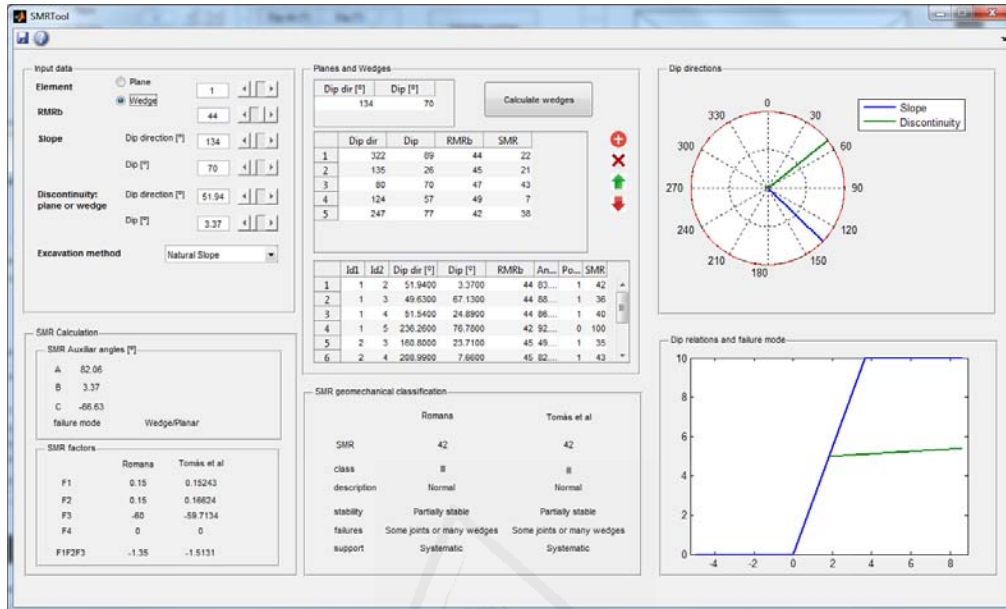 SMRTool
Input data
Element
Plane
Wedge
1
RMRb
44
Slope
Dip direction [º]
134
Dip [º]
70
Discontinuity:
plane or wedge
Dip direction [º]
51.94
Dip [º]
3.37
Excavation method
Natural Slope
SMR Calculation
SMR Auxiliar angles [º]
A 82.06
B 3.37
C -66.63
failure mode Wedge/Planar
SMR factors
Romana Tomás et al
F1 0.15 0.15243
F2 0.15 0.16624
F3 -60 -59.7134
F4 0 0
F1F2F3 -1.35 -1.5131
Planes and Wedges
Dip dir [º] Dip [º]
134 70
Calculate wedges
Dip dir Dip RMRb SMR
1 322 89 44 22
2 135 26 45 21
3 80 70 47 43
4 124 57 49 7
5 247 77 42 38
Id1 Id2 Dip dir [º] Dip [º] RMRb An... Po... SMR
1 1 2 51.9400 3.3700 44 83.... 1 42
2 1 3 49.6300 67.1300 44 88.... 1 36
3 1 4 51.5400 24.8900 44 86.... 1 40
4 1 5 236.2600 76.7800 42 92.... 0 100
5 2 3 160.8000 23.7100 45 49.... 1 35
6 2 4 208.9900 7.6600 45 82.... 1 43
SMR geomechanical classification
Romana Tomás et al
SMR 42 42
class III III
description Normal Normal
stability Partially stable Partially stable
failures Some joints or many wedges Some joints or many wedges
support Systematic Systematic
Dip directions
0
30
60
90
120
150
180
210
240
270
300
330
Slope
Discontinuity
Dip relations and failure mode
10
8
6
4
2
0
-4 -2 0 2 4 6 8